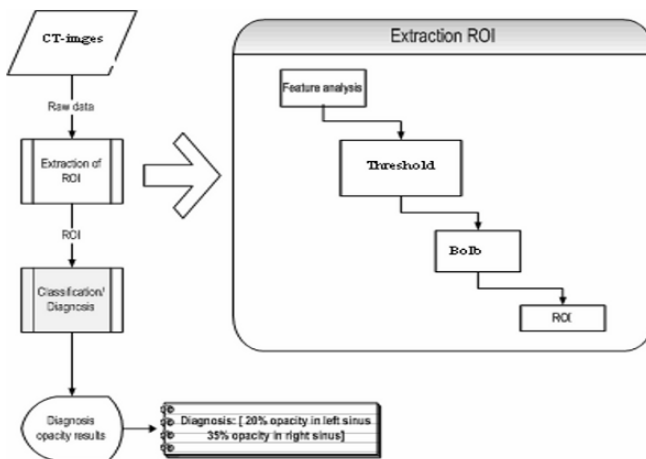 CT-imges
Raw data
Extraction of
ROI
ROI
Classification/
Diagnosis
Diagnosis
opacity results
Diagnosis: [ 20% opacity in left sinus
35% opacity in right sinus]
Extraction ROI
Feature analysis
Threshold
Bolb
ROI